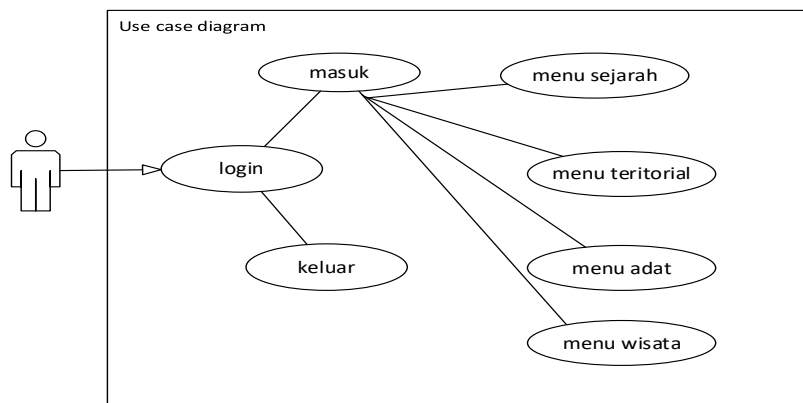 Use case diagram
masuk
menu sejarah
login
menu teritorial
keluar
menu adat
menu wisata